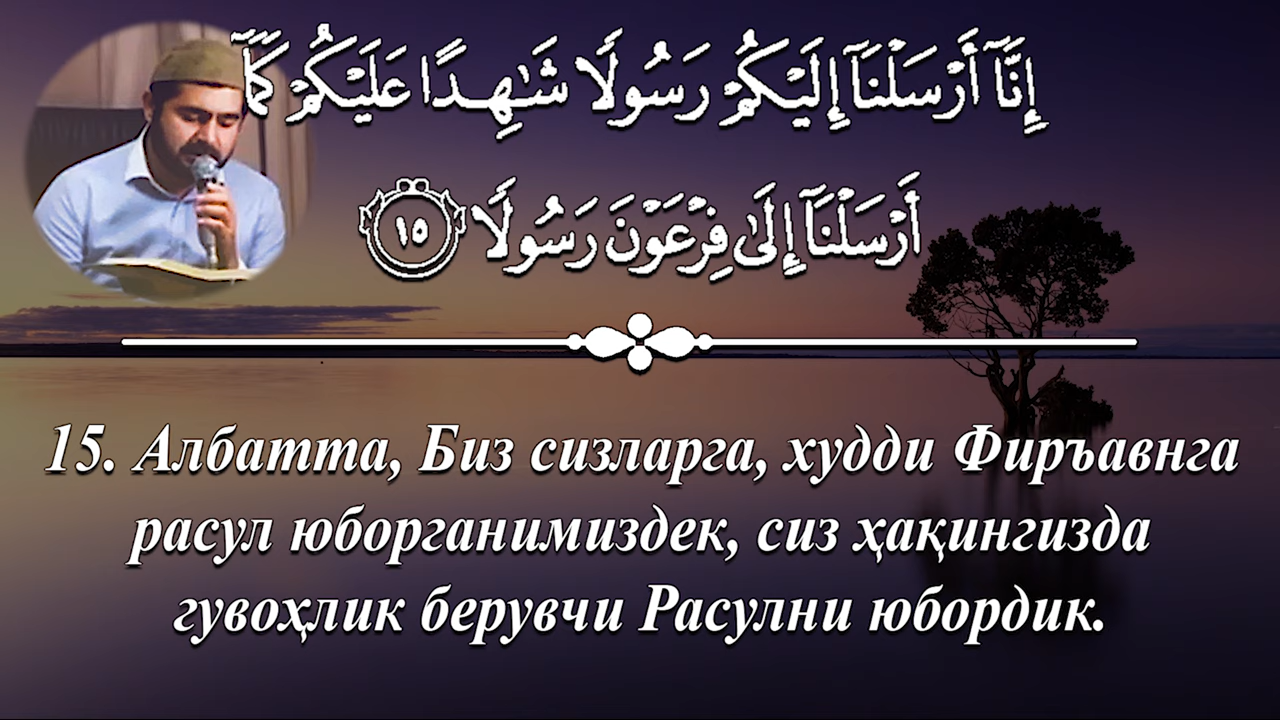 إِنَّآ أَرْسَلْنَآ إِلَيْكُمْ رَسُولًا شَٰهِدًا عَلَيْكُمْ كَمَآ
أَرْسَلْنَآ إِلَىٰ فِرْعَوْنَ رَسُولًا ١٥
15. Албатта, Биз сизларга, худди Фиръавнга
расул юборганимиздек, сиз ҳақингизда
гувоҳлик берувчи Расулни юбордик.